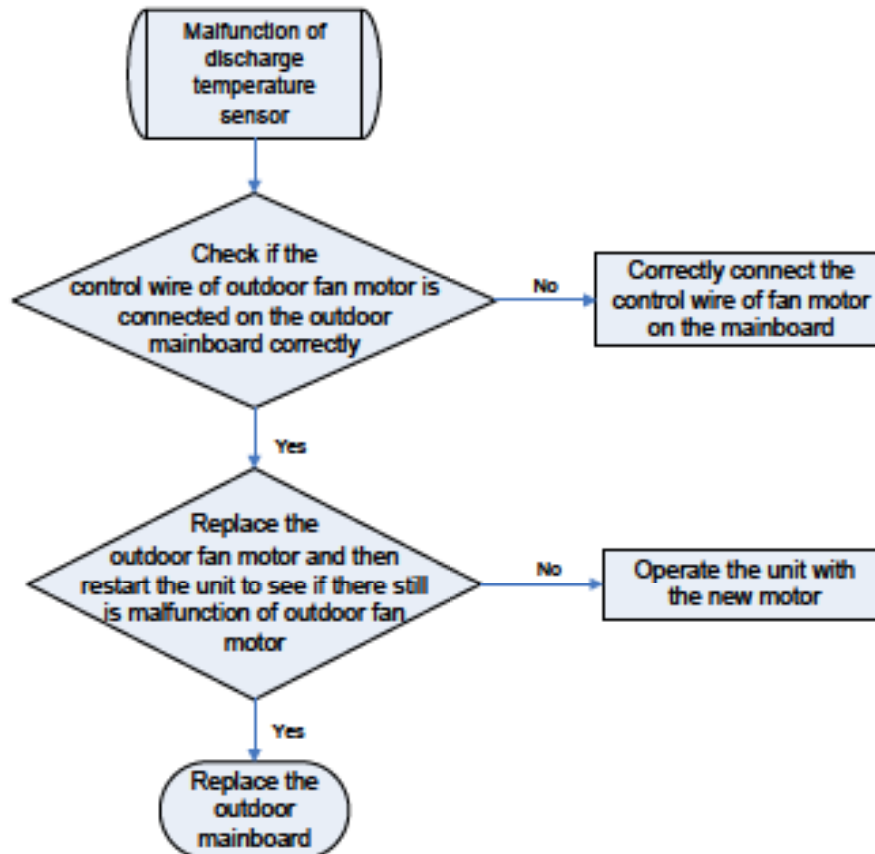 Malfunction of
discharge
temperature
sensor
Check if the
control wire of outdoor fan motor is
connected on the outdoor
mainboard correctly
No
Correctly connect the
control wire of fan motor
on the mainboard
Yes
Replace the
outdoor fan motor and then
restart the unit to see if there still
is malfunction of outdoor fan
motor
No
Operate the unit with
the new motor
Yes
Replace the
outdoor
mainboard